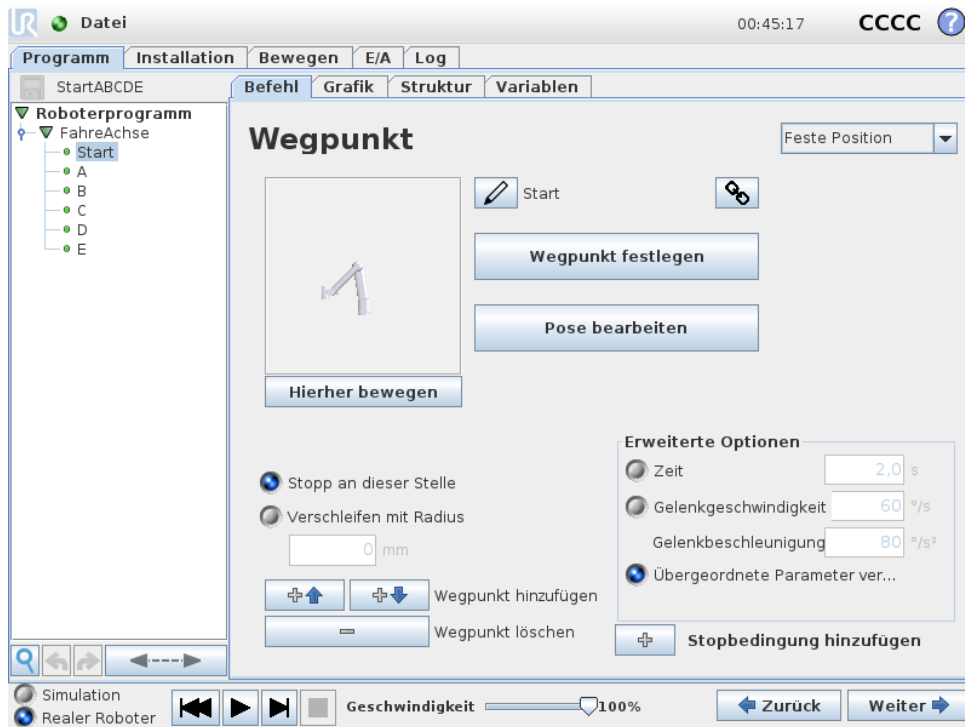 UR Datei 00:45:17 CCCC ?
Programm Installation Bewegen E/A Log
StartABCDE
Befehl Grafik Struktur Variablen
Roboterprogramm
FahreAchse
Start
A
B
C
D
E
Wegpunkt
Feste Position
Start
Wegpunkt festlegen
Pose bearbeiten
Hierher bewegen
Stopp an dieser Stelle
Verschleifen mit Radius
0 mm
Wegpunkt hinzufügen
Wegpunkt löschen
Erweiterte Optionen
Zeit 2,0 s
Gelenkgeschwindigkeit 60 °/s
Gelenkbeschleunigung 80 °/s²
Übergeordnete Parameter ver...
Stopbedingung hinzufügen
Simulation
Realer Roboter
Geschwindigkeit 100%
Zurück
Weiter